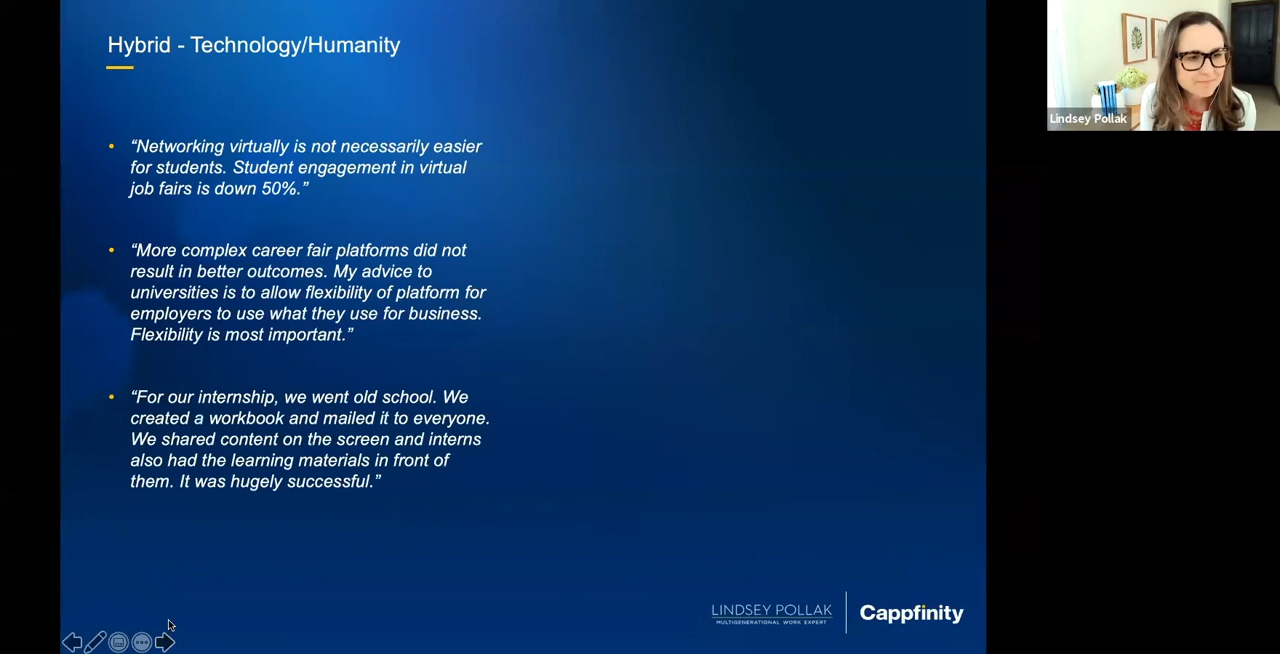 Hybrid - Technology/Humanity
Lindsey Pollak
• “Networking virtually is not necessarily easier
for students. Student engagement in virtual
job fairs is down 50%.”
• “More complex career fair platforms did not
result in better outcomes. My advice to
universities is to allow flexibility of platform for
employers to use what they use for business.
Flexibility is most important.”
• “For our internship, we went old school. We
created a workbook and mailed it to everyone.
We shared content on the screen and interns
also had the learning materials in front of
them. It was hugely successful.”
LINDSEY POLLAK
MULTIGENERATIONAL WORK EXPERT
Cappfinity